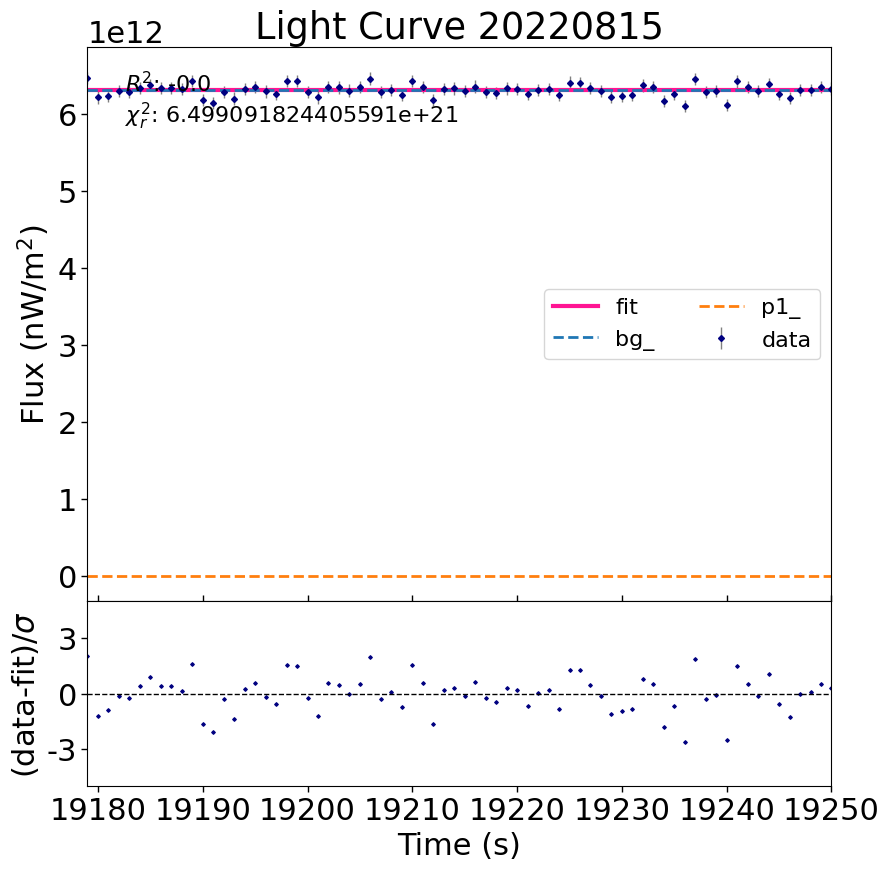 Light Curve 20220815
1e12
R²: -0.0
χ²ᵣ: 6.499091824405591e+21
6
5
4
3
2
1
0
Flux (nW/m²)
fit
bg_
p1_
data
3
0
-3
(data-fit)/σ
19180 19190 19200 19210 19220 19230 19240 19250
Time (s)